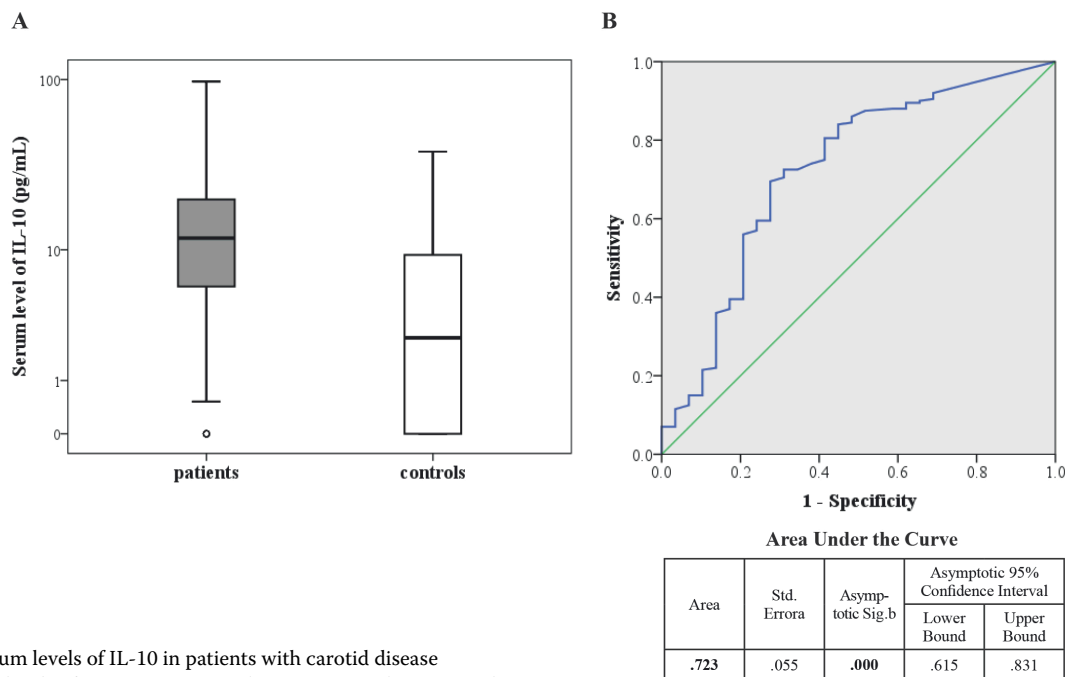 A
Serum level of IL-10 (pg/mL)
100
10
1
0
patients
controls
B
Sensitivity
1.0
0.8
0.6
0.4
0.2
0.0
0.0
0.2
0.4
0.6
0.8
1.0
1 - Specificity
Area Under the Curve
Area
Std.
Errora
Asymp-
totic Sig.b
Asymptotic 95%
Confidence Interval
Lower
Bound
Upper
Bound
.723
.055
.000
.615
.831
levels of IL-10 in patients with carotid disease